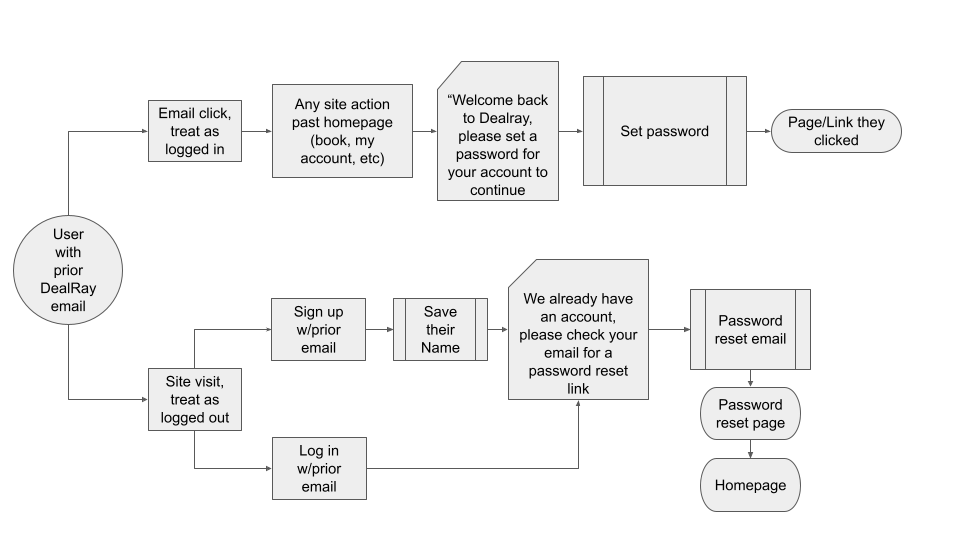 Email click,
treat as
logged in
Any site action
past homepage
(book, my
account, etc)
“Welcome back
to Dealray,
please set a
password for
your account to
continue
Set password
Page/Link they
clicked
User
with
prior
DealRay
email
Sign up
w/prior
email
Save
their
Name
We already have
an account,
please check your
email for a
password reset
link
Password
reset email
Site visit,
treat as
logged out
Password
reset page
Log in
w/prior
email
Homepage